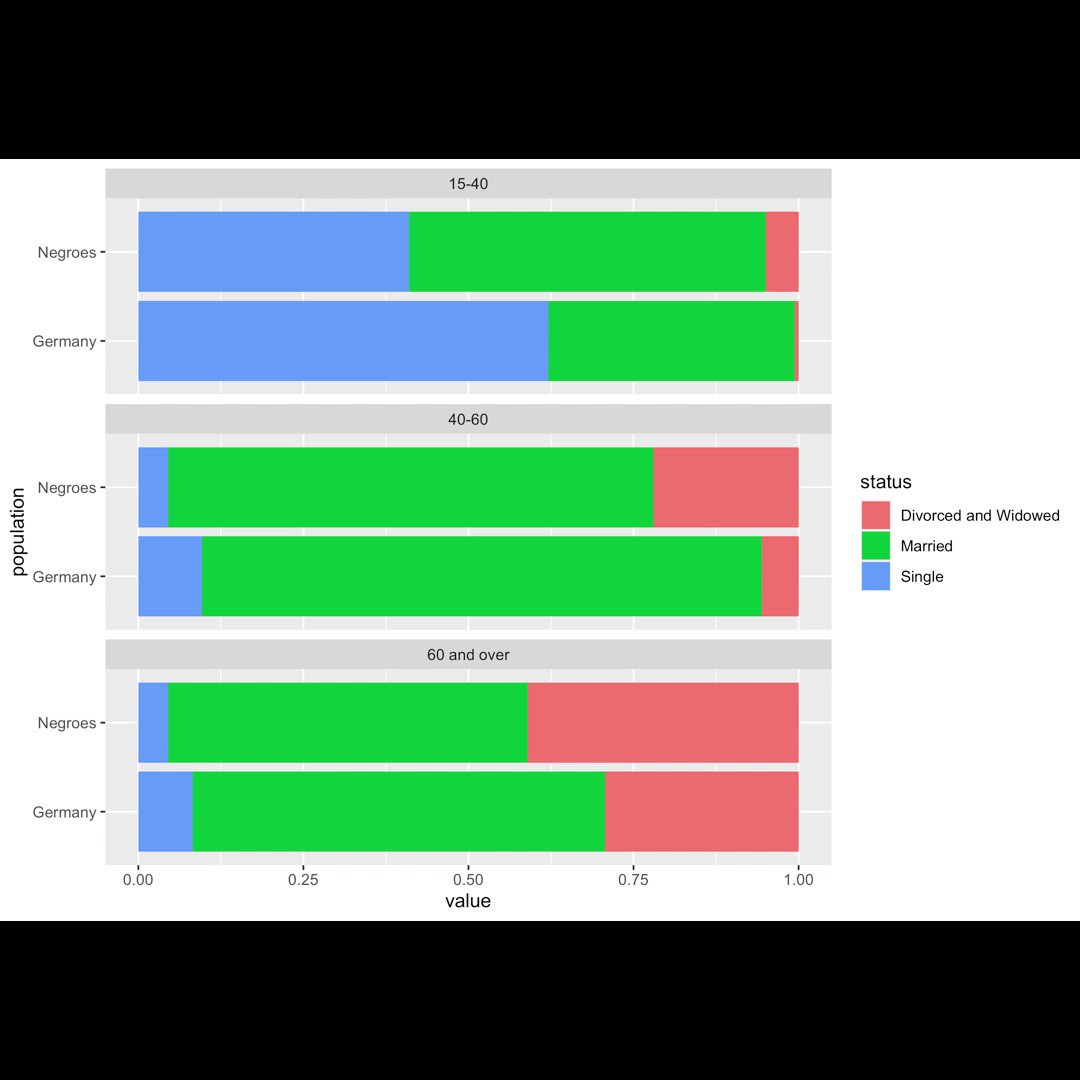 15-40
Negroes
Germany
40-60
Negroes
Germany
60 and over
Negroes
Germany
population
0.00 0.25 0.50 0.75 1.00
value
status
Divorced and Widowed
Married
Single